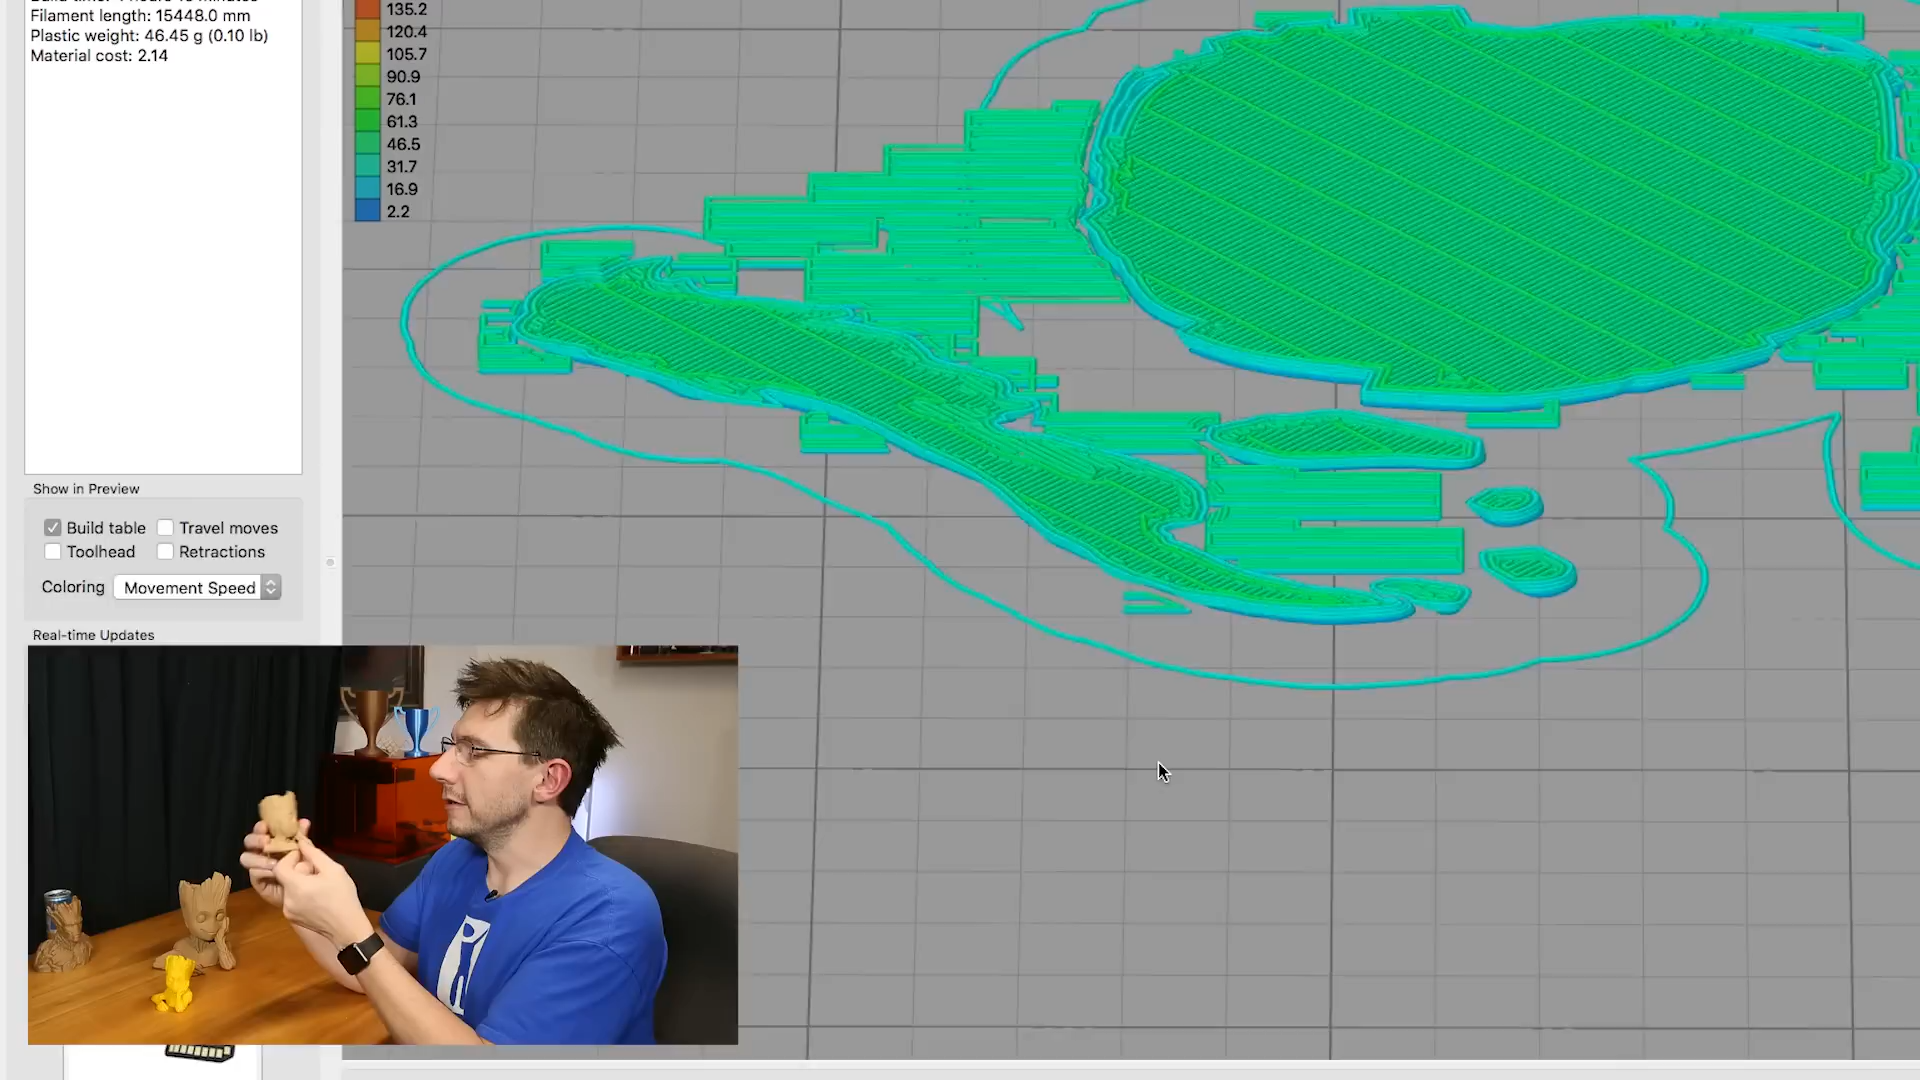 Filament length: 15448.0 mm
Plastic weight: 46.45 g (0.10 lb)
Material cost: 2.14
135.2
120.4
105.7
90.9
76.1
61.3
46.5
31.7
16.9
2.2
Show in Preview
Build table
Travel moves
Toolhead
Retractions
Coloring
Movement Speed
Real-time Updates